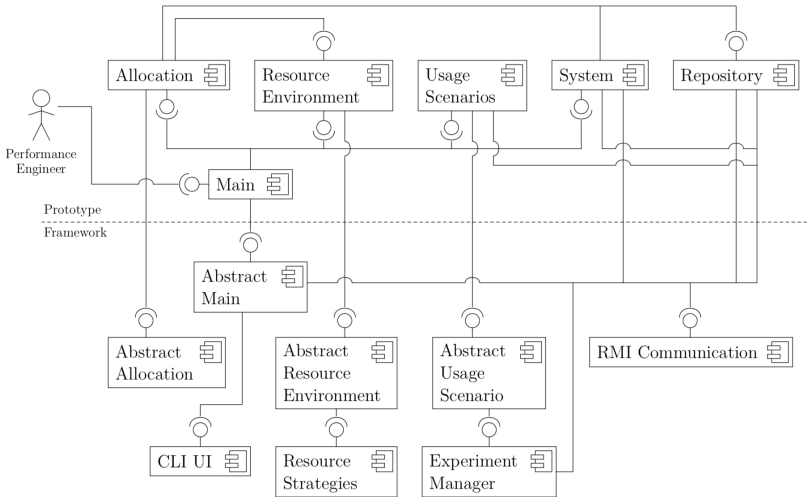 Allocation
Resource
Environment
Usage
Scenarios
System
Repository
Performance
Engineer
Main
Prototype
Framework
Abstract
Main
Abstract
Allocation
Abstract
Resource
Environment
Abstract
Usage
Scenario
RMI Communication
CLI UI
Resource
Strategies
Experiment
Manager